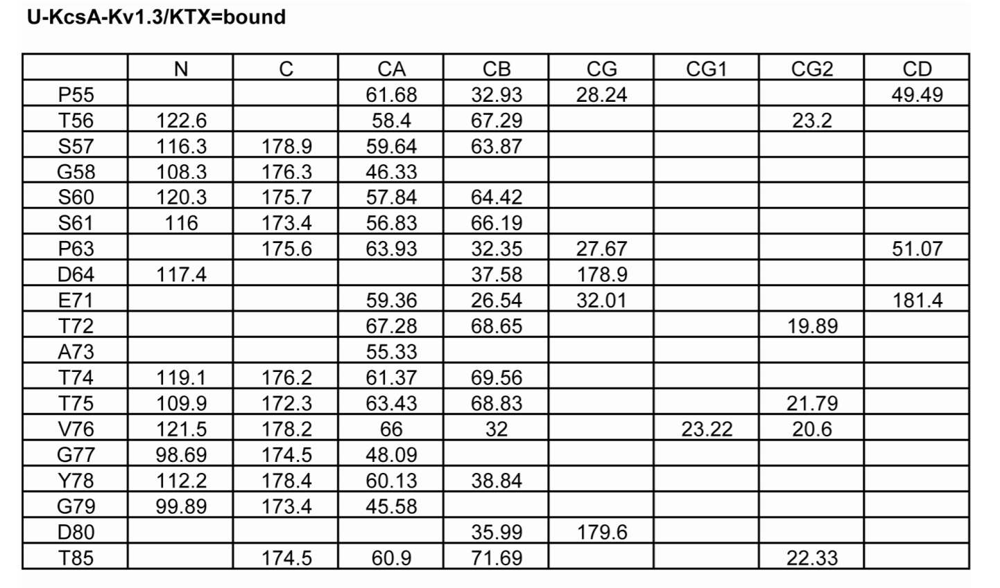 U-KcsA-Kv1.3/KTX=bound
N C CA CB CG CG1 CG2 CD
P55 61.68 32.93 28.24 49.49
T56 122.6 58.4 67.29 23.2
S57 116.3 178.9 59.64 63.87
G58 108.3 176.3 46.33
S60 120.3 175.7 57.84 64.42
S61 116 173.4 56.83 66.19
P63 175.6 63.93 32.35 27.67 51.07
D64 117.4 37.58 178.9
E71 59.36 26.54 32.01 181.4
T72 67.28 68.65 19.89
A73 55.33
T74 119.1 176.2 61.37 69.56
T75 109.9 172.3 63.43 68.83 21.79
V76 121.5 178.2 66 32 23.22 20.6
G77 98.69 174.5 48.09
Y78 112.2 178.4 60.13 38.84
G79 99.89 173.4 45.58
D80 35.99 179.6
T85 174.5 60.9 71.69 22.33